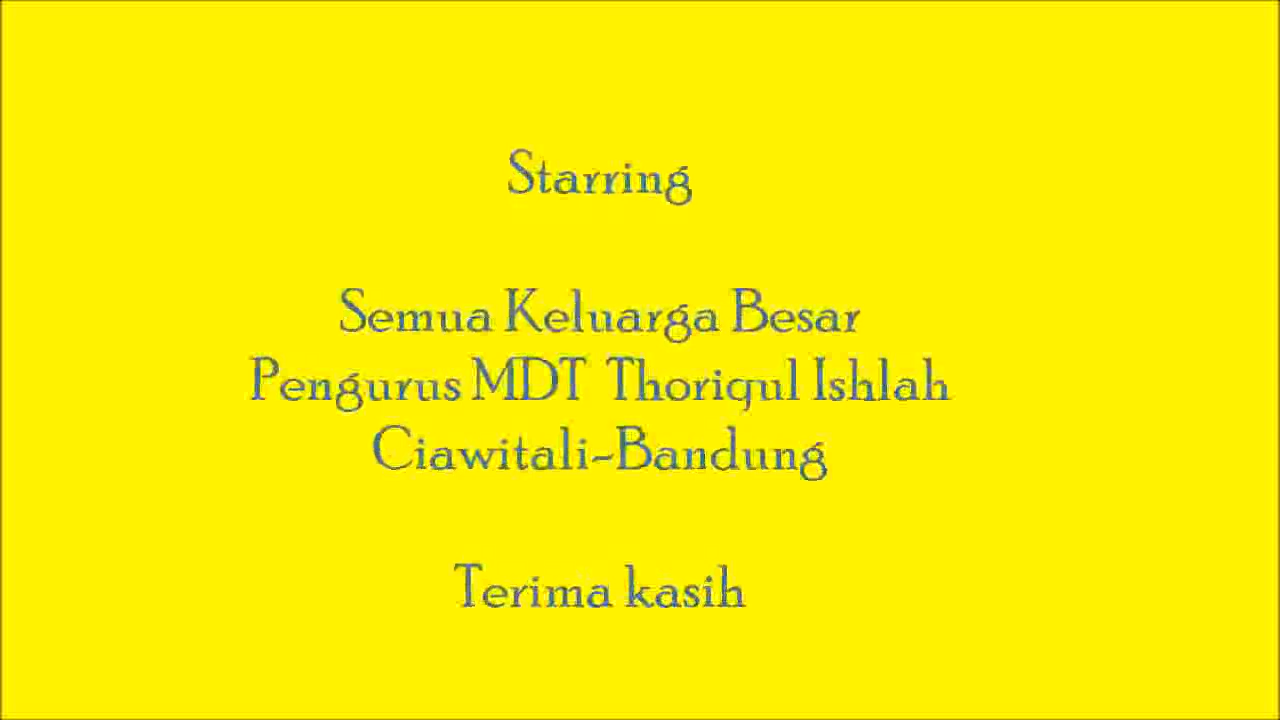 Starring
Semua Keluarga Besar
Pengurus MDT Thoriqul Ishlah
Ciawitali-Bandung
Terima kasih